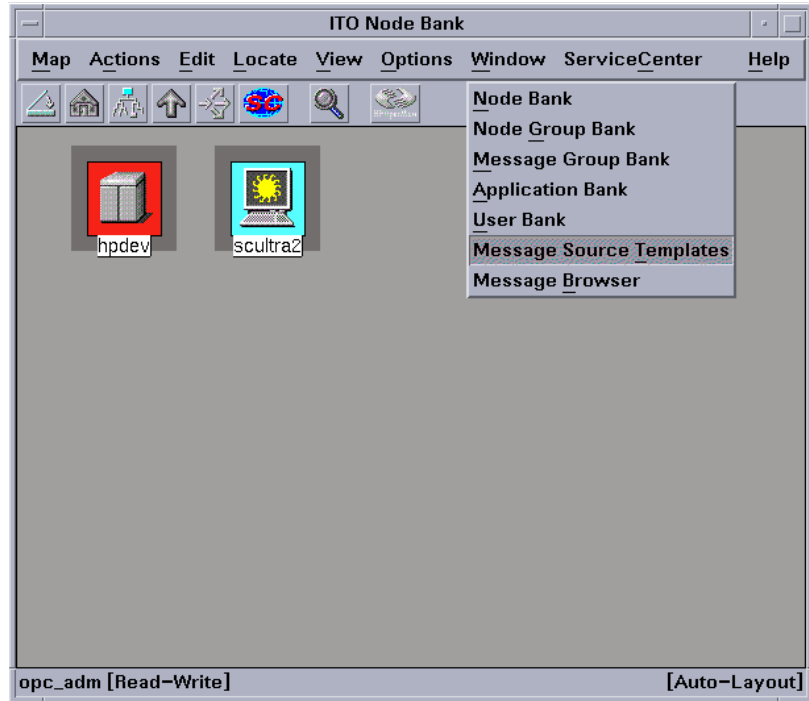 ITO Node Bank
Map Actions Edit Locate View Options Window ServiceCenter Help
SC
Node Bank
Node Group Bank
Message Group Bank
Application Bank
User Bank
Message Source Templates
Message Browser
hpdev
scultra2
opc_adm [Read-Write]
[Auto-Layout]